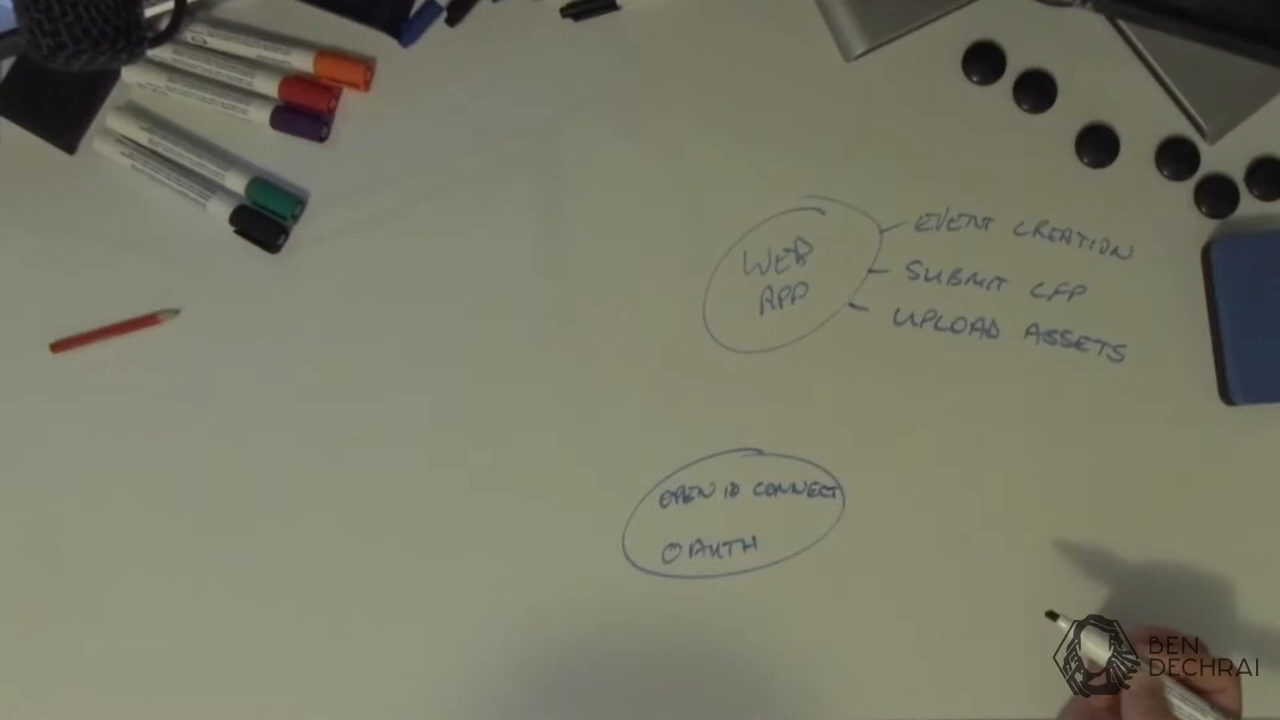 WEB
APP
EVENT CREATION
SUBMIT CFP
UPLOAD ASSETS
OPEN ID CONNECT
OAUTH
BEN
DECHRAI